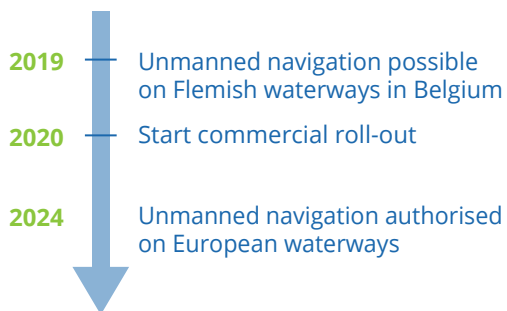 2019 Unmanned navigation possible
on Flemish waterways in Belgium
2020 Start commercial roll-out
2024 Unmanned navigation authorised
on European waterways